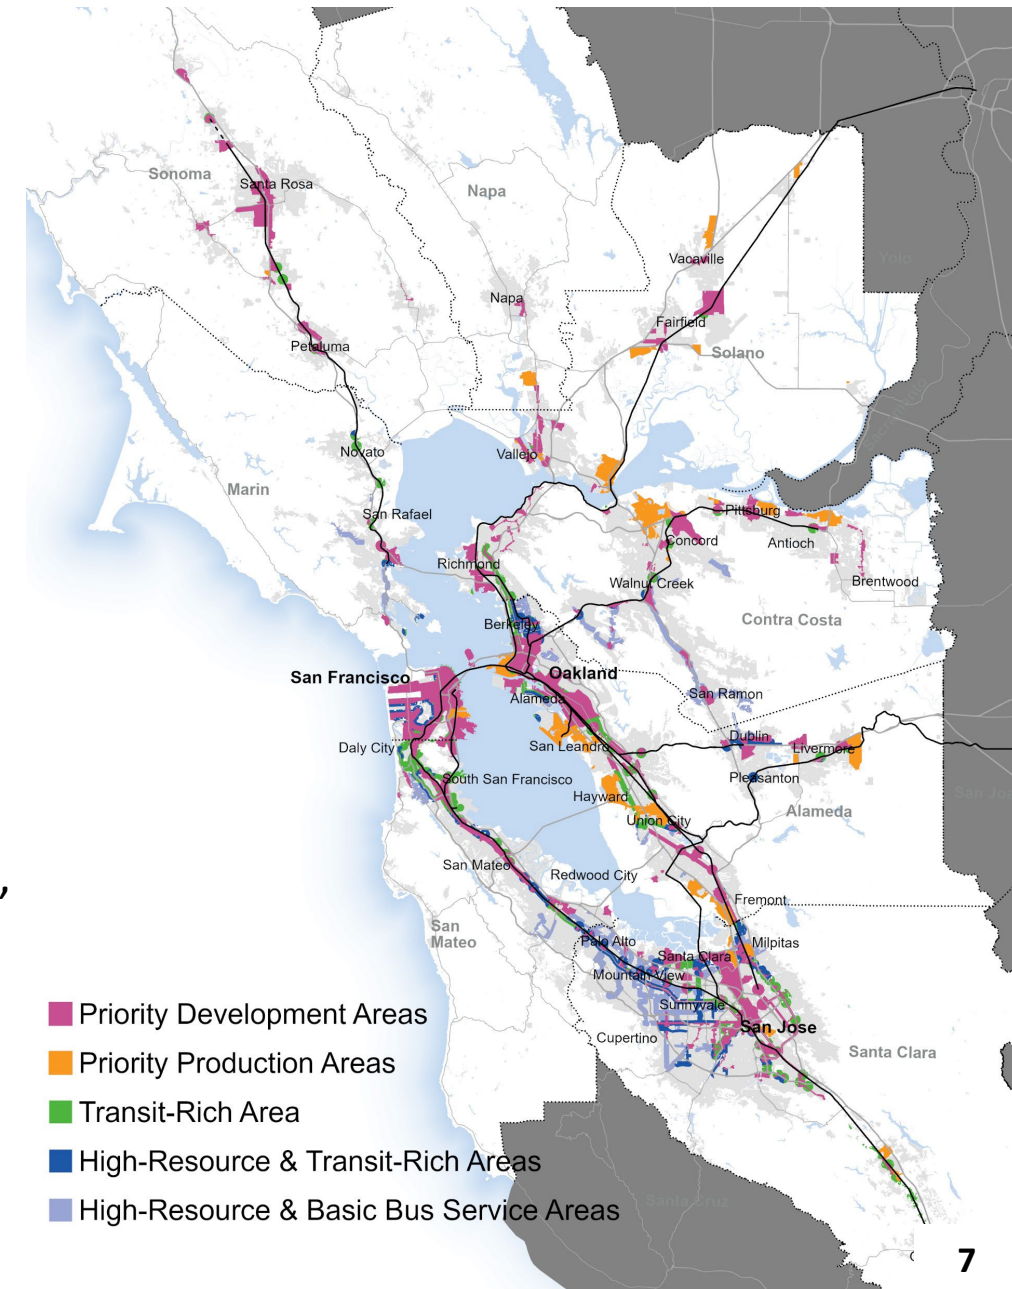 Sonoma
Santa Rosa
Napa
Vacaville
Yolo
Napa
Fairfield
Solano
Petaluma
Sacramento
Novato
Vallejo
Marin
San Rafael
Pittsburg
Concord
Antioch
Richmond
Walnut Creek
Brentwood
Berkeley
Contra Costa
San Francisco
Oakland
Alameda
San Ramon
Daly City
San Leandro
Dublin
Livermore
South San Francisco
Pleasanton
Hayward
Alameda
Union City
San Mateo
Redwood City
,
Fremont
San
Mateo
Palo Alto
Milpitas
Santa Clara
Mountain View
Sunnyvale
San Jose
Cupertino
Santa Clara
Priority Development Areas
Priority Production Areas
Transit-Rich Area
High-Resource & Transit-Rich Areas
High-Resource & Basic Bus Service Areas
Santa Cruz
7